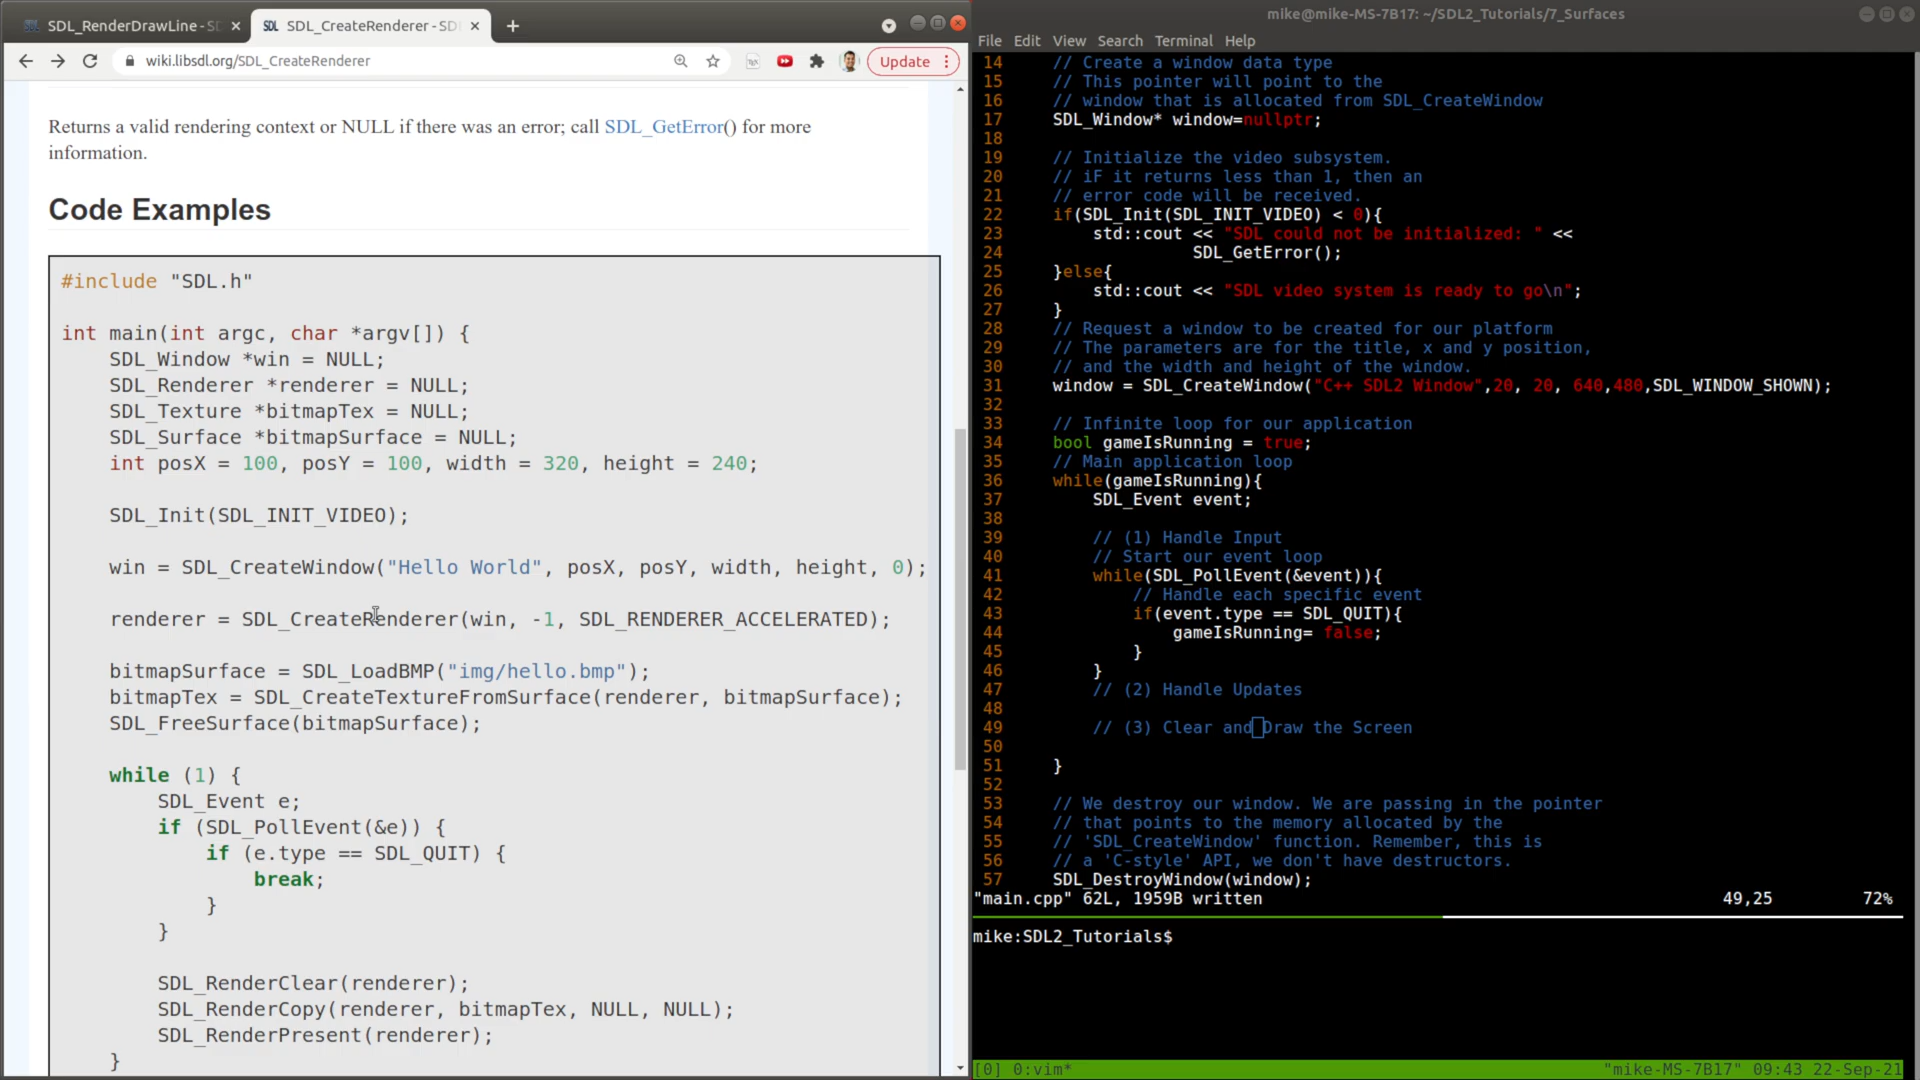 SDL_RenderDrawLine - S
SDL SDL_CreateRenderer - SD
wiki.libsdl.org/SDL_CreateRenderer
Update
Returns a valid rendering context or NULL if there was an error; call SDL_GetError() for more
information.
Code Examples
#include "SDL.h"
int main(int argc, char *argv[]) {
SDL_Window *win = NULL;
SDL_Renderer *renderer = NULL;
SDL_Texture *bitmapTex = NULL;
SDL_Surface *bitmapSurface = NULL;
int posX = 100, posY = 100, width = 320, height = 240;
SDL_Init(SDL_INIT_VIDEO);
win = SDL_CreateWindow("Hello World", posX, posY, width, height, 0);
renderer = SDL_CreateRenderer(win, -1, SDL_RENDERER_ACCELERATED);
bitmapSurface = SDL_LoadBMP("img/hello.bmp");
bitmapTex = SDL_CreateTextureFromSurface(renderer, bitmapSurface);
SDL_FreeSurface(bitmapSurface);
while (1) {
SDL_Event e;
if (SDL_PollEvent(&e)) {
if (e.type == SDL_QUIT) {
break;
}
}
SDL_RenderClear(renderer);
SDL_RenderCopy(renderer, bitmapTex, NULL, NULL);
SDL_RenderPresent(renderer);
}
mike@mike-MS-7B17: ~/SDL2_Tutorials/7_Surfaces
File Edit View Search Terminal Help
14 // Create a window data type
15 // This pointer will point to the
16 // window that is allocated from SDL_CreateWindow
17 SDL_Window* window=nullptr;
18
19 // Initialize the video subsystem.
20 // iF it returns less than 1, then an
21 // error code will be received.
22 if(SDL_Init(SDL_INIT_VIDEO) < 0){
23 std::cout << "SDL could not be initialized: " <<
24 SDL_GetError();
25 }else{
26 std::cout << "SDL video system is ready to go\n";
27 }
28 // Request a window to be created for our platform
29 // The parameters are for the title, x and y position,
30 // and the width and height of the window.
31 window = SDL_CreateWindow("C++ SDL2 Window",20, 20, 640,480,SDL_WINDOW_SHOWN);
32
33 // Infinite loop for our application
34 bool gameIsRunning = true;
35 // Main application loop
36 while(gameIsRunning){
37 SDL_Event event;
38
39 // (1) Handle Input
40 // Start our event loop
41 while(SDL_PollEvent(&event)){
42 // Handle each specific event
43 if(event.type == SDL_QUIT){
44 gameIsRunning= false;
45 }
46 }
47 // (2) Handle Updates
48
49 // (3) Clear and Draw the Screen
50
51 }
52
53 // We destroy our window. We are passing in the pointer
54 // that points to the memory allocated by the
55 // 'SDL_CreateWindow' function. Remember, this is
56 // a 'C-style' API, we don't have destructors.
57 SDL_DestroyWindow(window);
"main.cpp" 62L, 1959B written 49,25 72%
mike:SDL2_Tutorials$
[0] 0:vim* "mike-MS-7B17" 09:43 22-Sep-21